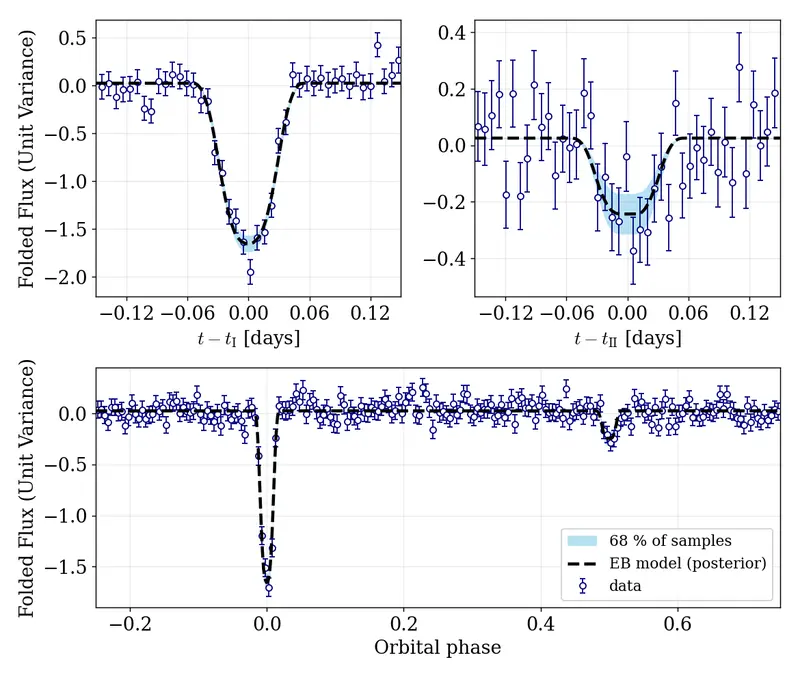 Folded Flux (Unit Variance)
0.5
0.0
−0.5
−1.0
−1.5
−2.0
−0.12 −0.06 0.00 0.06 0.12
t − t_I [days]
0.4
0.2
0.0
−0.2
−0.4
−0.12 −0.06 0.00 0.06 0.12
t − t_II [days]
Folded Flux (Unit Variance)
0.0
−0.5
−1.0
−1.5
−0.2 0.0 0.2 0.4 0.6
Orbital phase
68 % of samples
EB model (posterior)
data